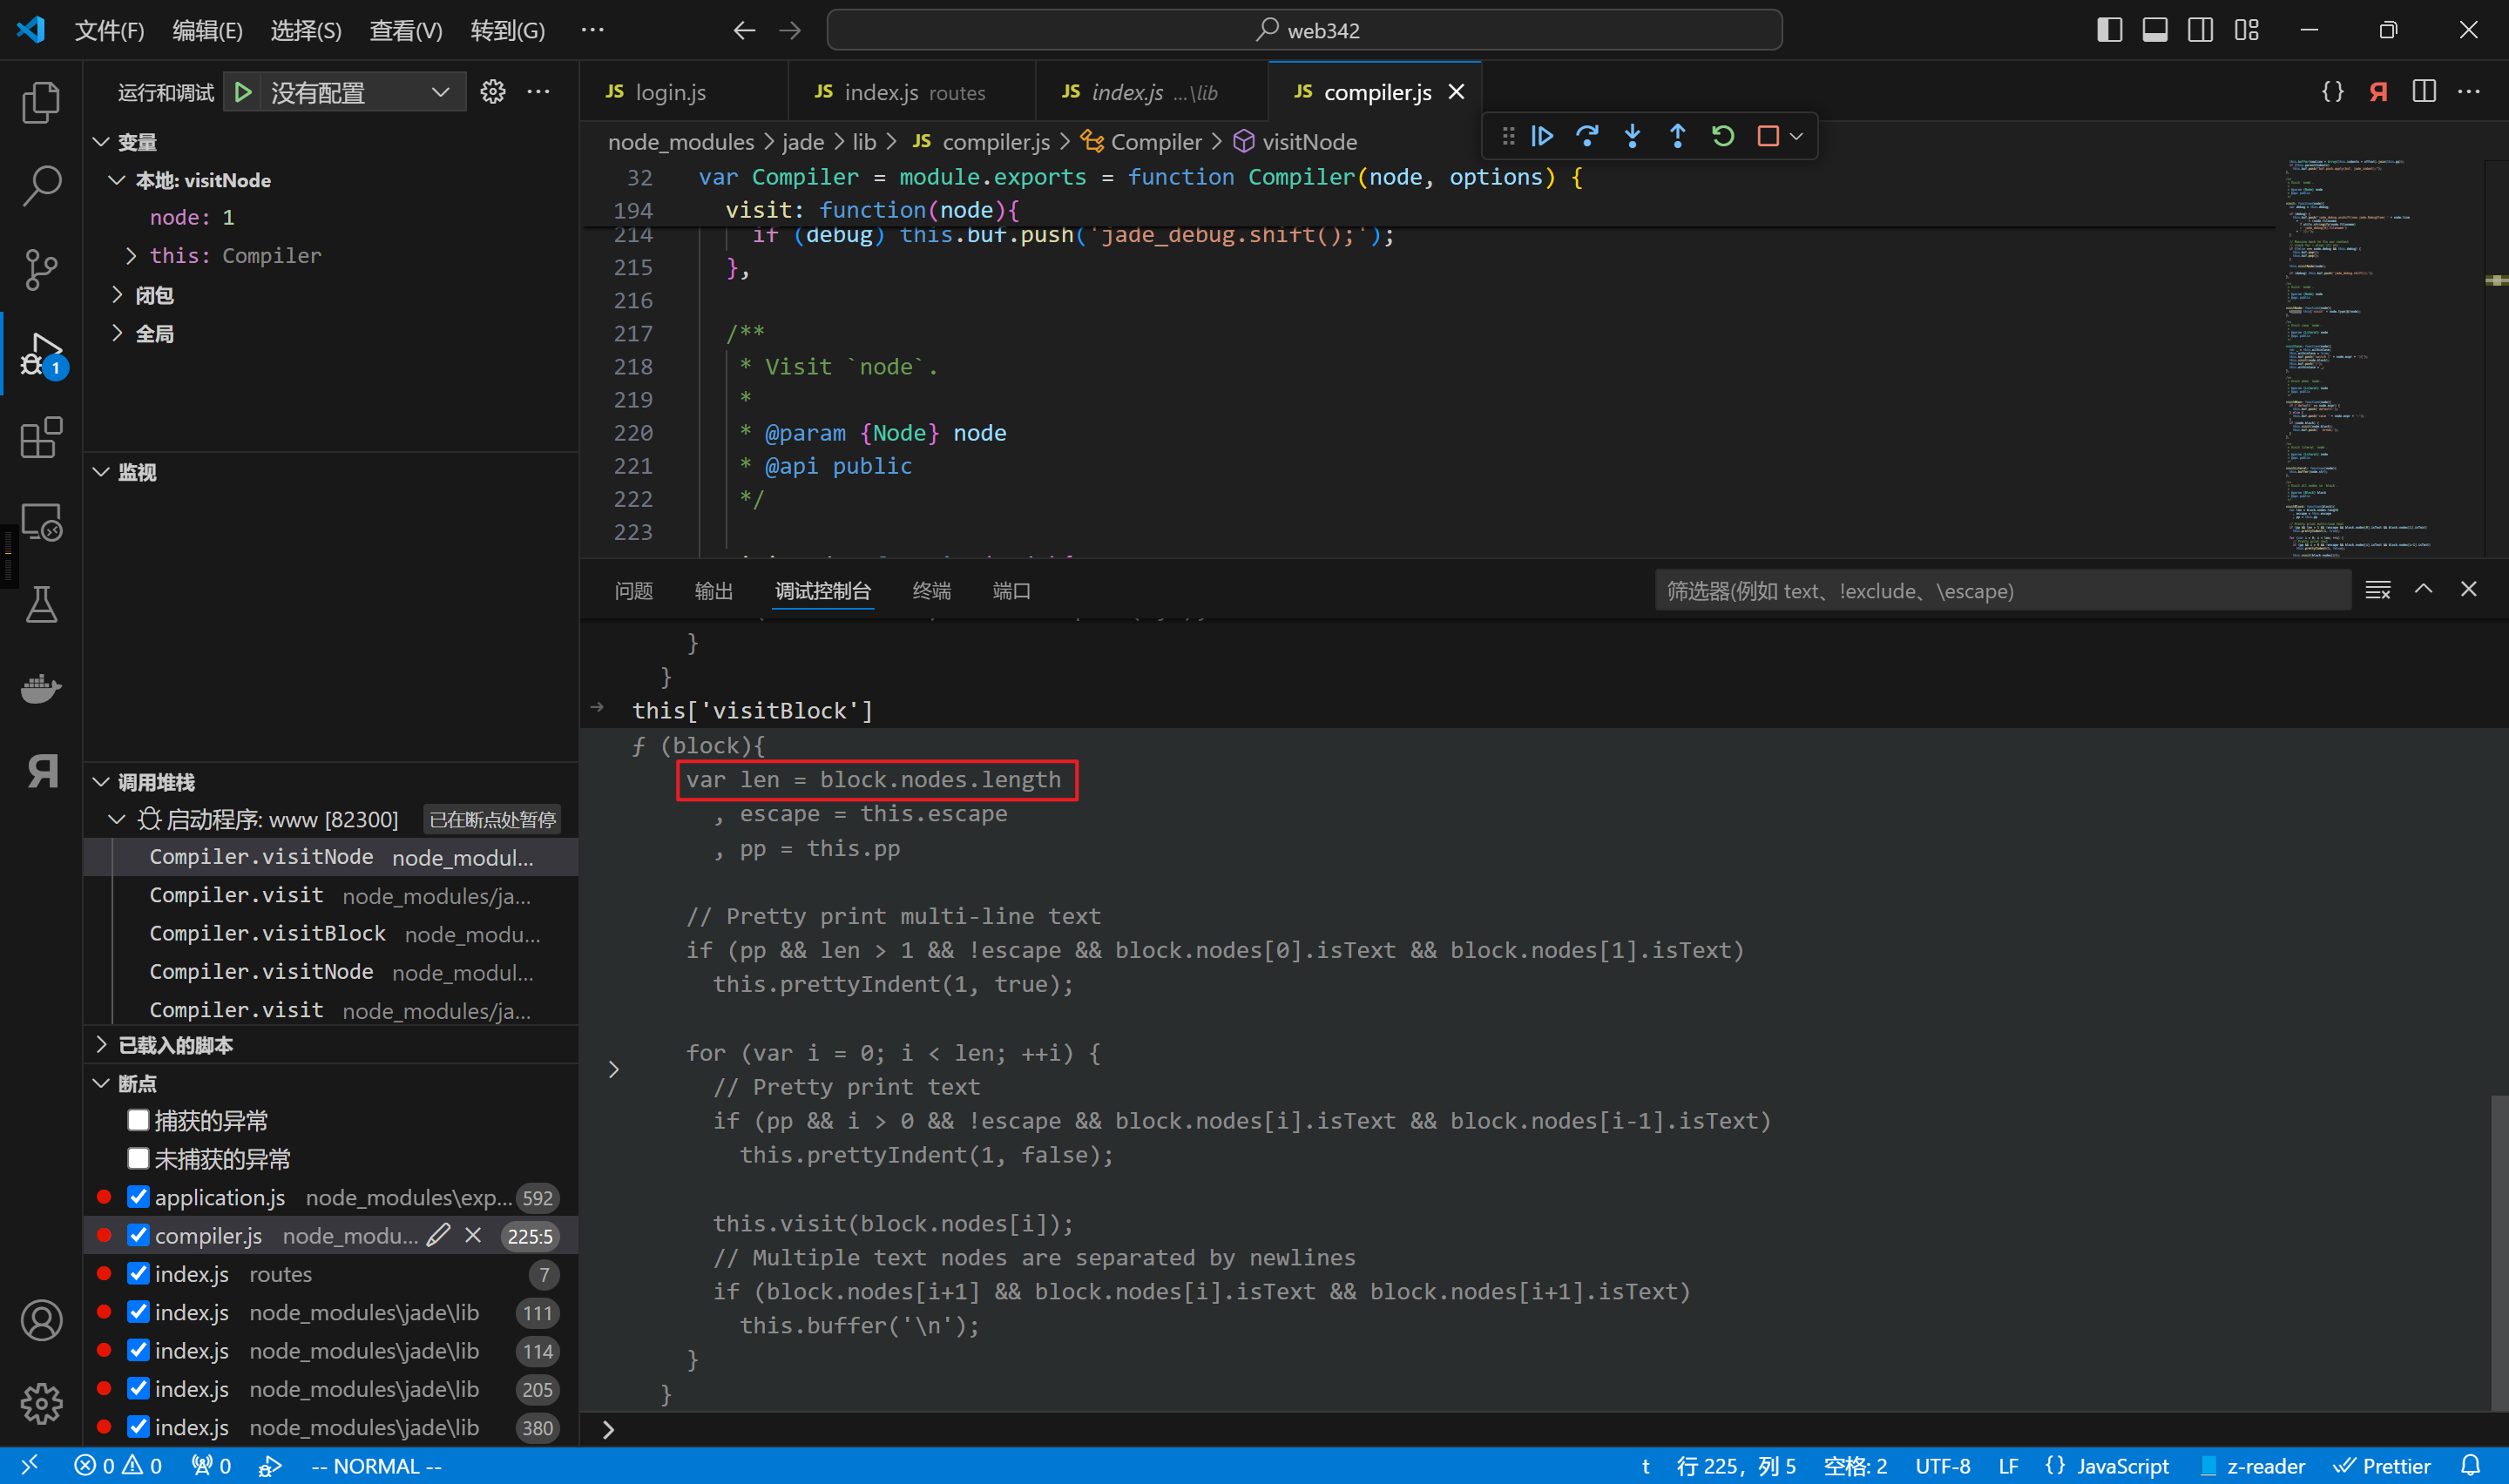 文件(F) 编辑(E) 选择(S) 查看(V) 转到(G) ···
web342
运行和调试 没有配置
变量
本地: visitNode
node: 1
this: Compiler
闭包
全局
监视
调用堆栈
启动程序: www [82300] 已在断点处暂停
Compiler.visitNode node_modul...
Compiler.visit node_modules/ja...
Compiler.visitBlock node_modu...
Compiler.visitNode node_modul...
Compiler.visit node_modules/ja...
已载入的脚本
断点
捕获的异常
未捕获的异常
application.js node_modules\exp... 592
compiler.js node_modu... 225:5
index.js routes 7
index.js node_modules\jade\lib 111
index.js node_modules\jade\lib 114
index.js node_modules\jade\lib 205
index.js node_modules\jade\lib 380
1
JS login.js JS index.js routes JS index.js ...\lib JS compiler.js
node_modules > jade > lib > JS compiler.js > Compiler > visitNode
32 var Compiler = module.exports = function Compiler(node, options) {
194 visit: function(node){
214 if (debug) this.buf.push('jade_debug.shift();');
215 },
216
217 /**
218 * Visit `node`.
219 *
220 * @param {Node} node
221 * @api public
222 */
223
问题 输出 调试控制台 终端 端口
筛选器(例如 text、!exclude、\escape)
}
}
this['visitBlock']
ƒ (block){
var len = block.nodes.length
, escape = this.escape
, pp = this.pp
// Pretty print multi-line text
if (pp && len > 1 && !escape && block.nodes[0].isText && block.nodes[1].isText)
this.prettyIndent(1, true);
for (var i = 0; i < len; ++i) {
// Pretty print text
if (pp && i > 0 && !escape && block.nodes[i].isText && block.nodes[i-1].isText)
this.prettyIndent(1, false);
this.visit(block.nodes[i]);
// Multiple text nodes are separated by newlines
if (block.nodes[i+1] && block.nodes[i].isText && block.nodes[i+1].isText)
this.buffer('\n');
}
}
0 0 0 -- NORMAL -- t 行 225, 列 5 空格: 2 UTF-8 LF {} JavaScript z-reader Prettier